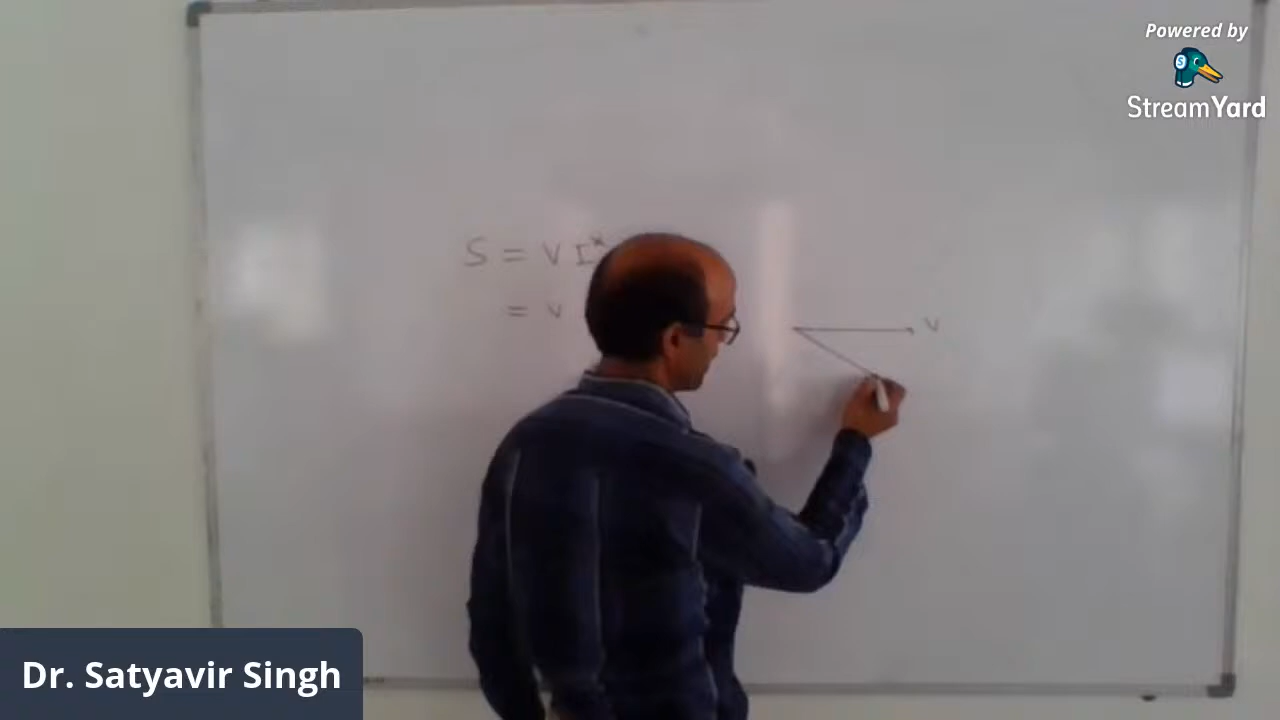 Powered by
StreamYard
S = V I*
= V
V
Dr. Satyavir Singh